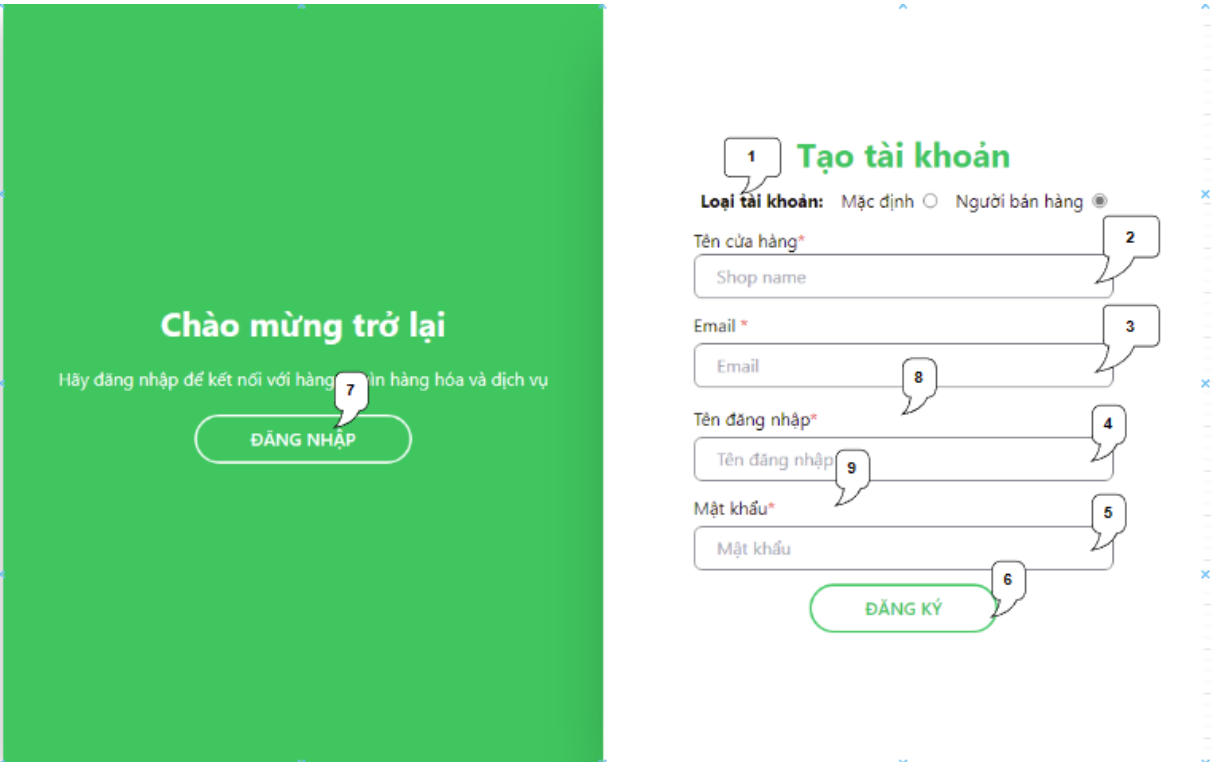 Chào mừng trở lại
Hãy đăng nhập để kết nối với hàng hàng hóa và dịch vụ
7
ĐĂNG NHẬP
1
Tạo tài khoản
Loại tài khoản: Mặc định Người bán hàng
2
Tên cửa hàng*
Shop name
3
Email *
Email
8
4
Tên đăng nhập*
Tên đăng nhập
9
5
Mật khẩu*
Mật khẩu
6
ĐĂNG KÝ